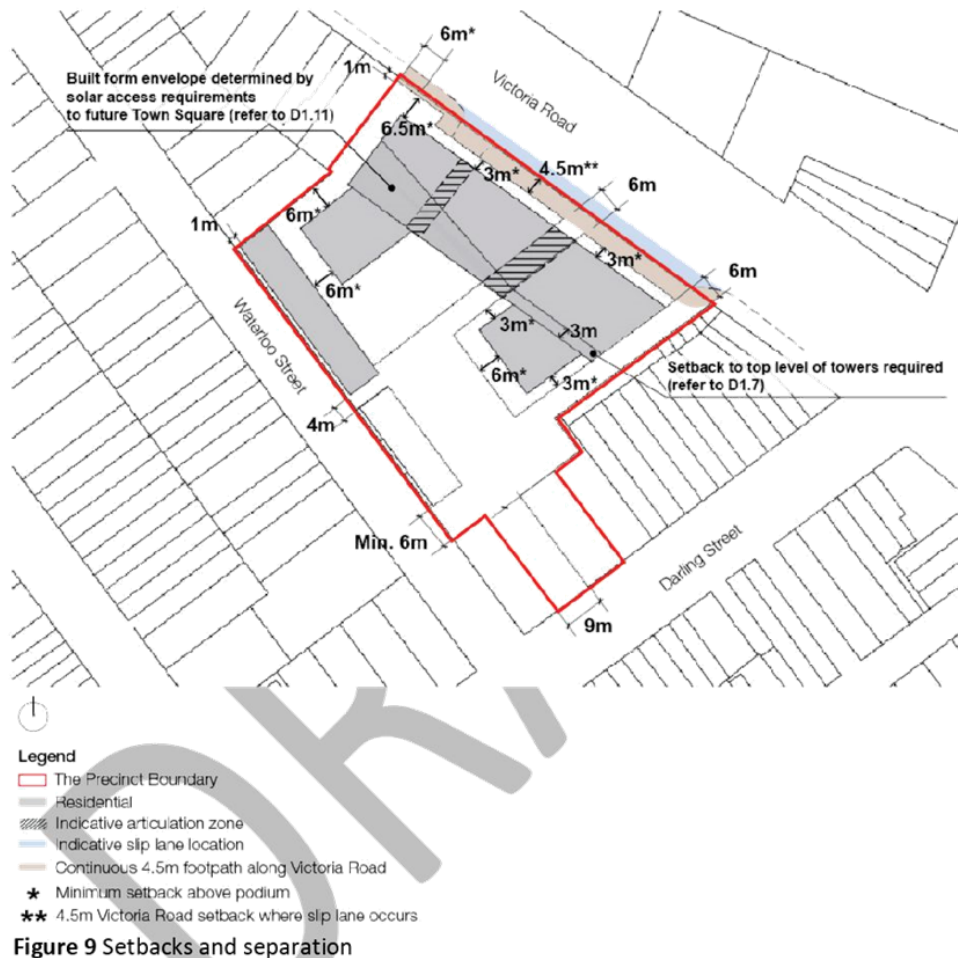 6m*
1m
Victoria Road
Built form envelope determined by
solar access requirements
to future Town Square (refer to D1.11)
6.5m*
3m*
4.5m**
6m
6m*
1m
3m*
6m
6m*
3m*
3m
Waterloo Street
6m*
3m*
Setback to top level of towers required
(refer to D1.7)
4m
Min. 6m
Darling Street
9m
DRA
Legend
The Precinct Boundary
Residential
Indicative articulation zone
Indicative slip lane location
Continuous 4.5m footpath along Victoria Road
* Minimum setback above podium
** 4.5m Victoria Road setback where slip lane occurs
Figure 9 Setbacks and separation